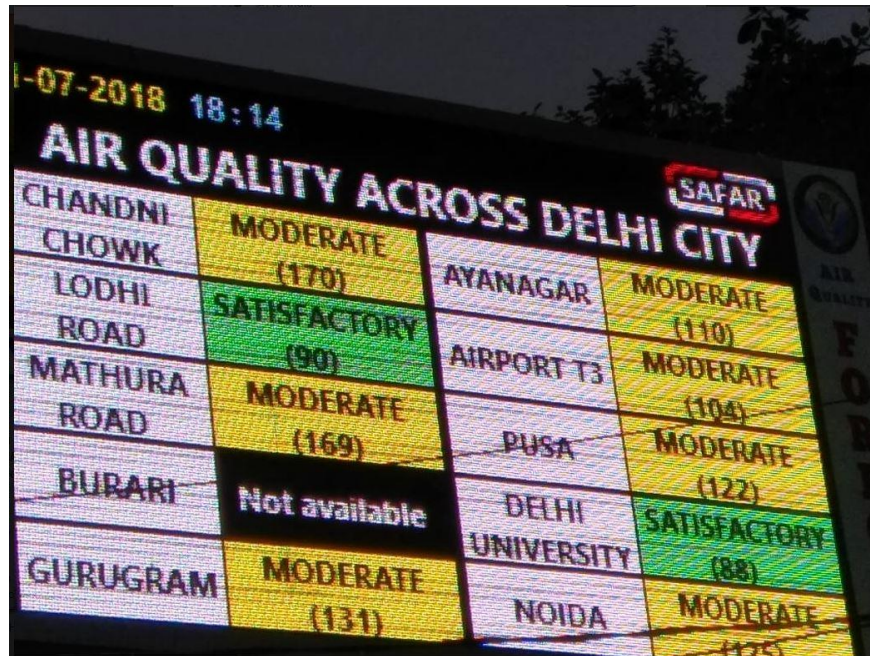 -07-2018 18:14
SAFAR
AIR QUALITY ACROSS DELHI CITY
CHANDNI
CHOWK
MODERATE
(170)
LODHI
ROAD
SATISFACTORY
(90)
MATHURA
ROAD
MODERATE
(169)
BURARI
Not available
GURUGRAM
MODERATE
(131)
AYANAGAR
MODERATE
(110)
AIRPORT T3
MODERATE
(104)
PUSA
MODERATE
(122)
DELHI
UNIVERSITY
SATISFACTORY
(88)
NOIDA
MODERATE
AIR
QUALITY